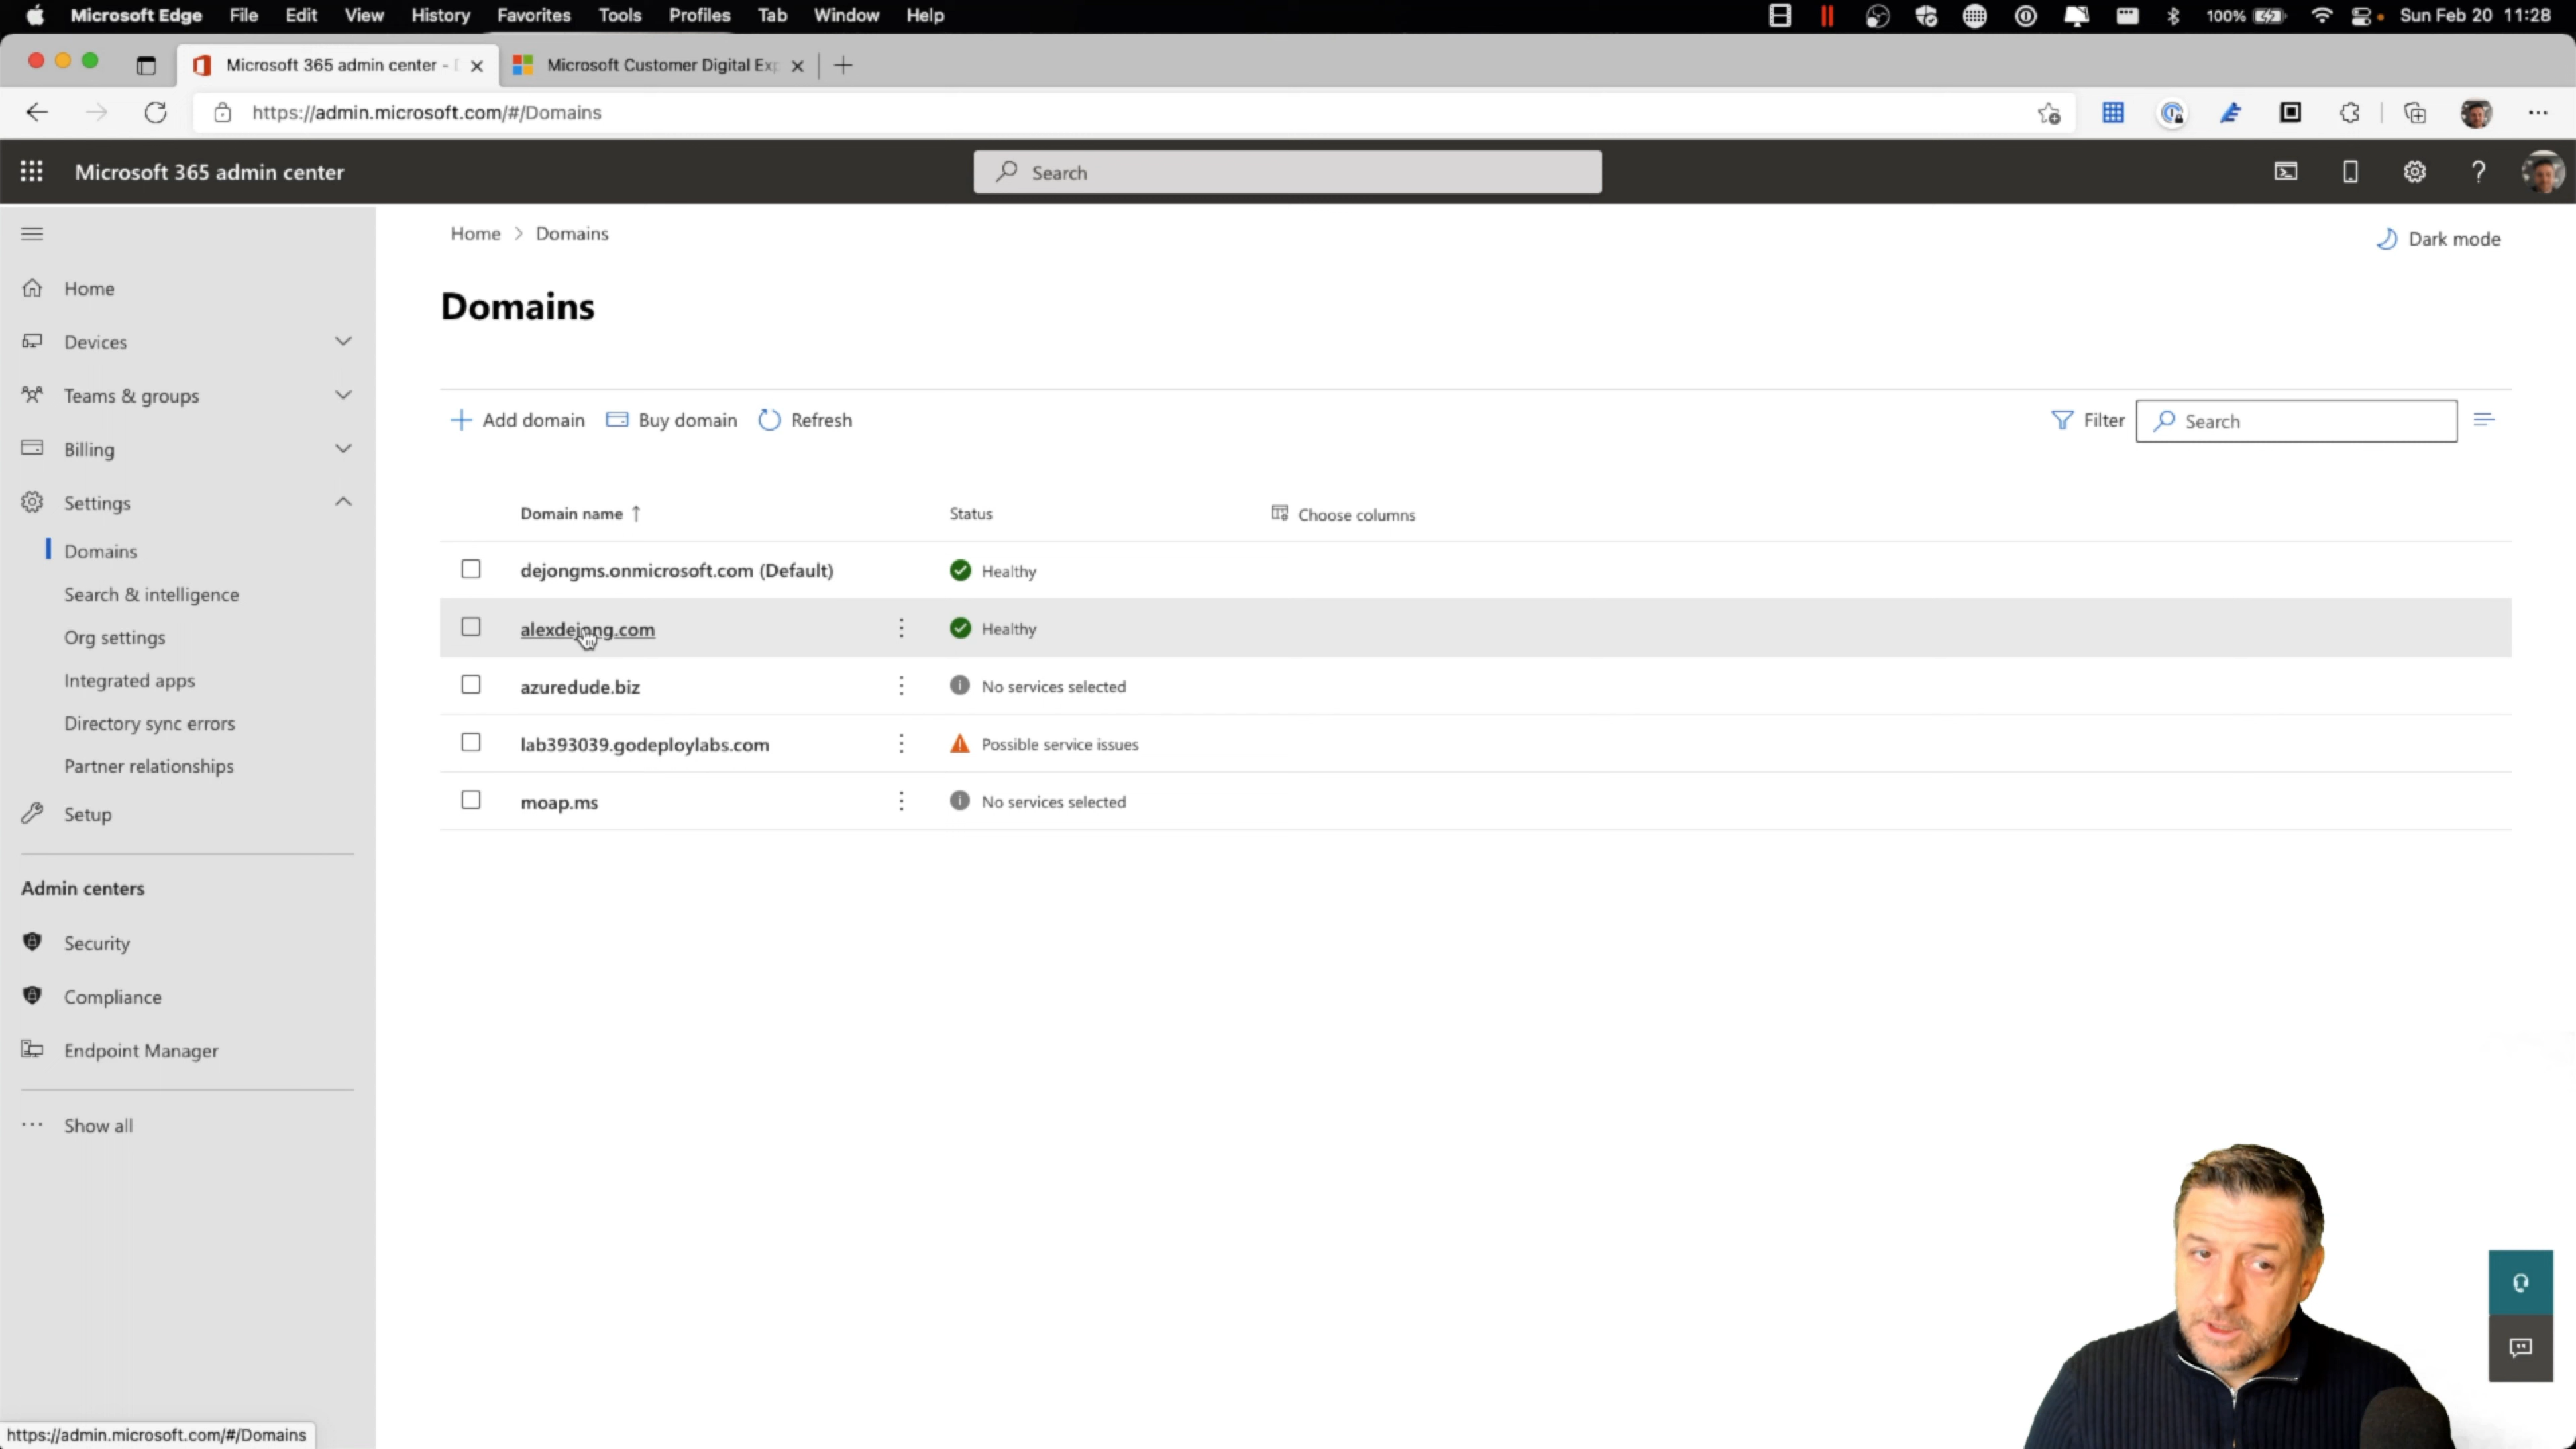 Microsoft Edge File Edit View History Favorites Tools Profiles Tab Window Help 100% Sun Feb 20 11:28
Microsoft 365 admin center - Microsoft Customer Digital Exp
https://admin.microsoft.com/#/Domains
Microsoft 365 admin center Search
Home > Domains Dark mode
Home
Domains
Devices
Teams & groups
Add domain Buy domain Refresh Filter Search
Billing
Settings
Domain name ↑ Status Choose columns
Domains
dejongms.onmicrosoft.com (Default) Healthy
Search & intelligence
alexdejong.com Healthy
Org settings
Integrated apps
azuredude.biz No services selected
Directory sync errors
lab393039.godeploylabs.com Possible service issues
Partner relationships
moap.ms No services selected
Setup
Admin centers
Security
Compliance
Endpoint Manager
Show all
https://admin.microsoft.com/#/Domains